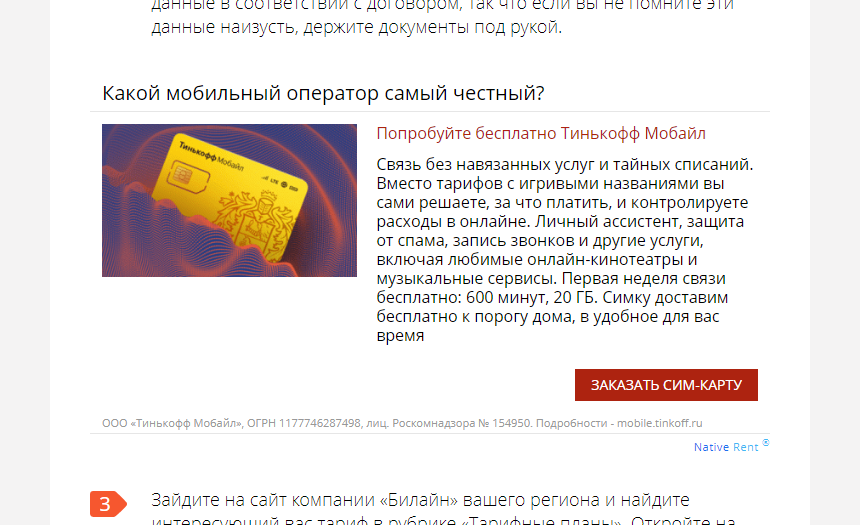 данные в соответствии с договором, так что если вы не помните эти
данные наизусть, держите документы под рукой.
Какой мобильный оператор самый честный?
Тинькофф Мобайл
LTE
Попробуйте бесплатно Тинькофф Мобайл
Связь без навязанных услуг и тайных списаний.
Вместо тарифов с игривыми названиями вы
сами решаете, за что платить, и контролируете
расходы в онлайне. Личный ассистент, защита
от спама, запись звонков и другие услуги,
включая любимые онлайн-кинотеатры и
музыкальные сервисы. Первая неделя связи
бесплатно: 600 минут, 20 ГБ. Симку доставим
бесплатно к порогу дома, в удобное для вас
время
ЗАКАЗАТЬ СИМ-КАРТУ
ООО «Тинькофф Мобайл», ОГРН 1177746287498, лиц. Роскомнадзора № 154950. Подробности - mobile.tinkoff.ru
Native Rent ®
3
Зайдите на сайт компании «Билайн» вашего региона и найдите
интересующий вас тариф в рубрике «Тарифные планы». Откройте на